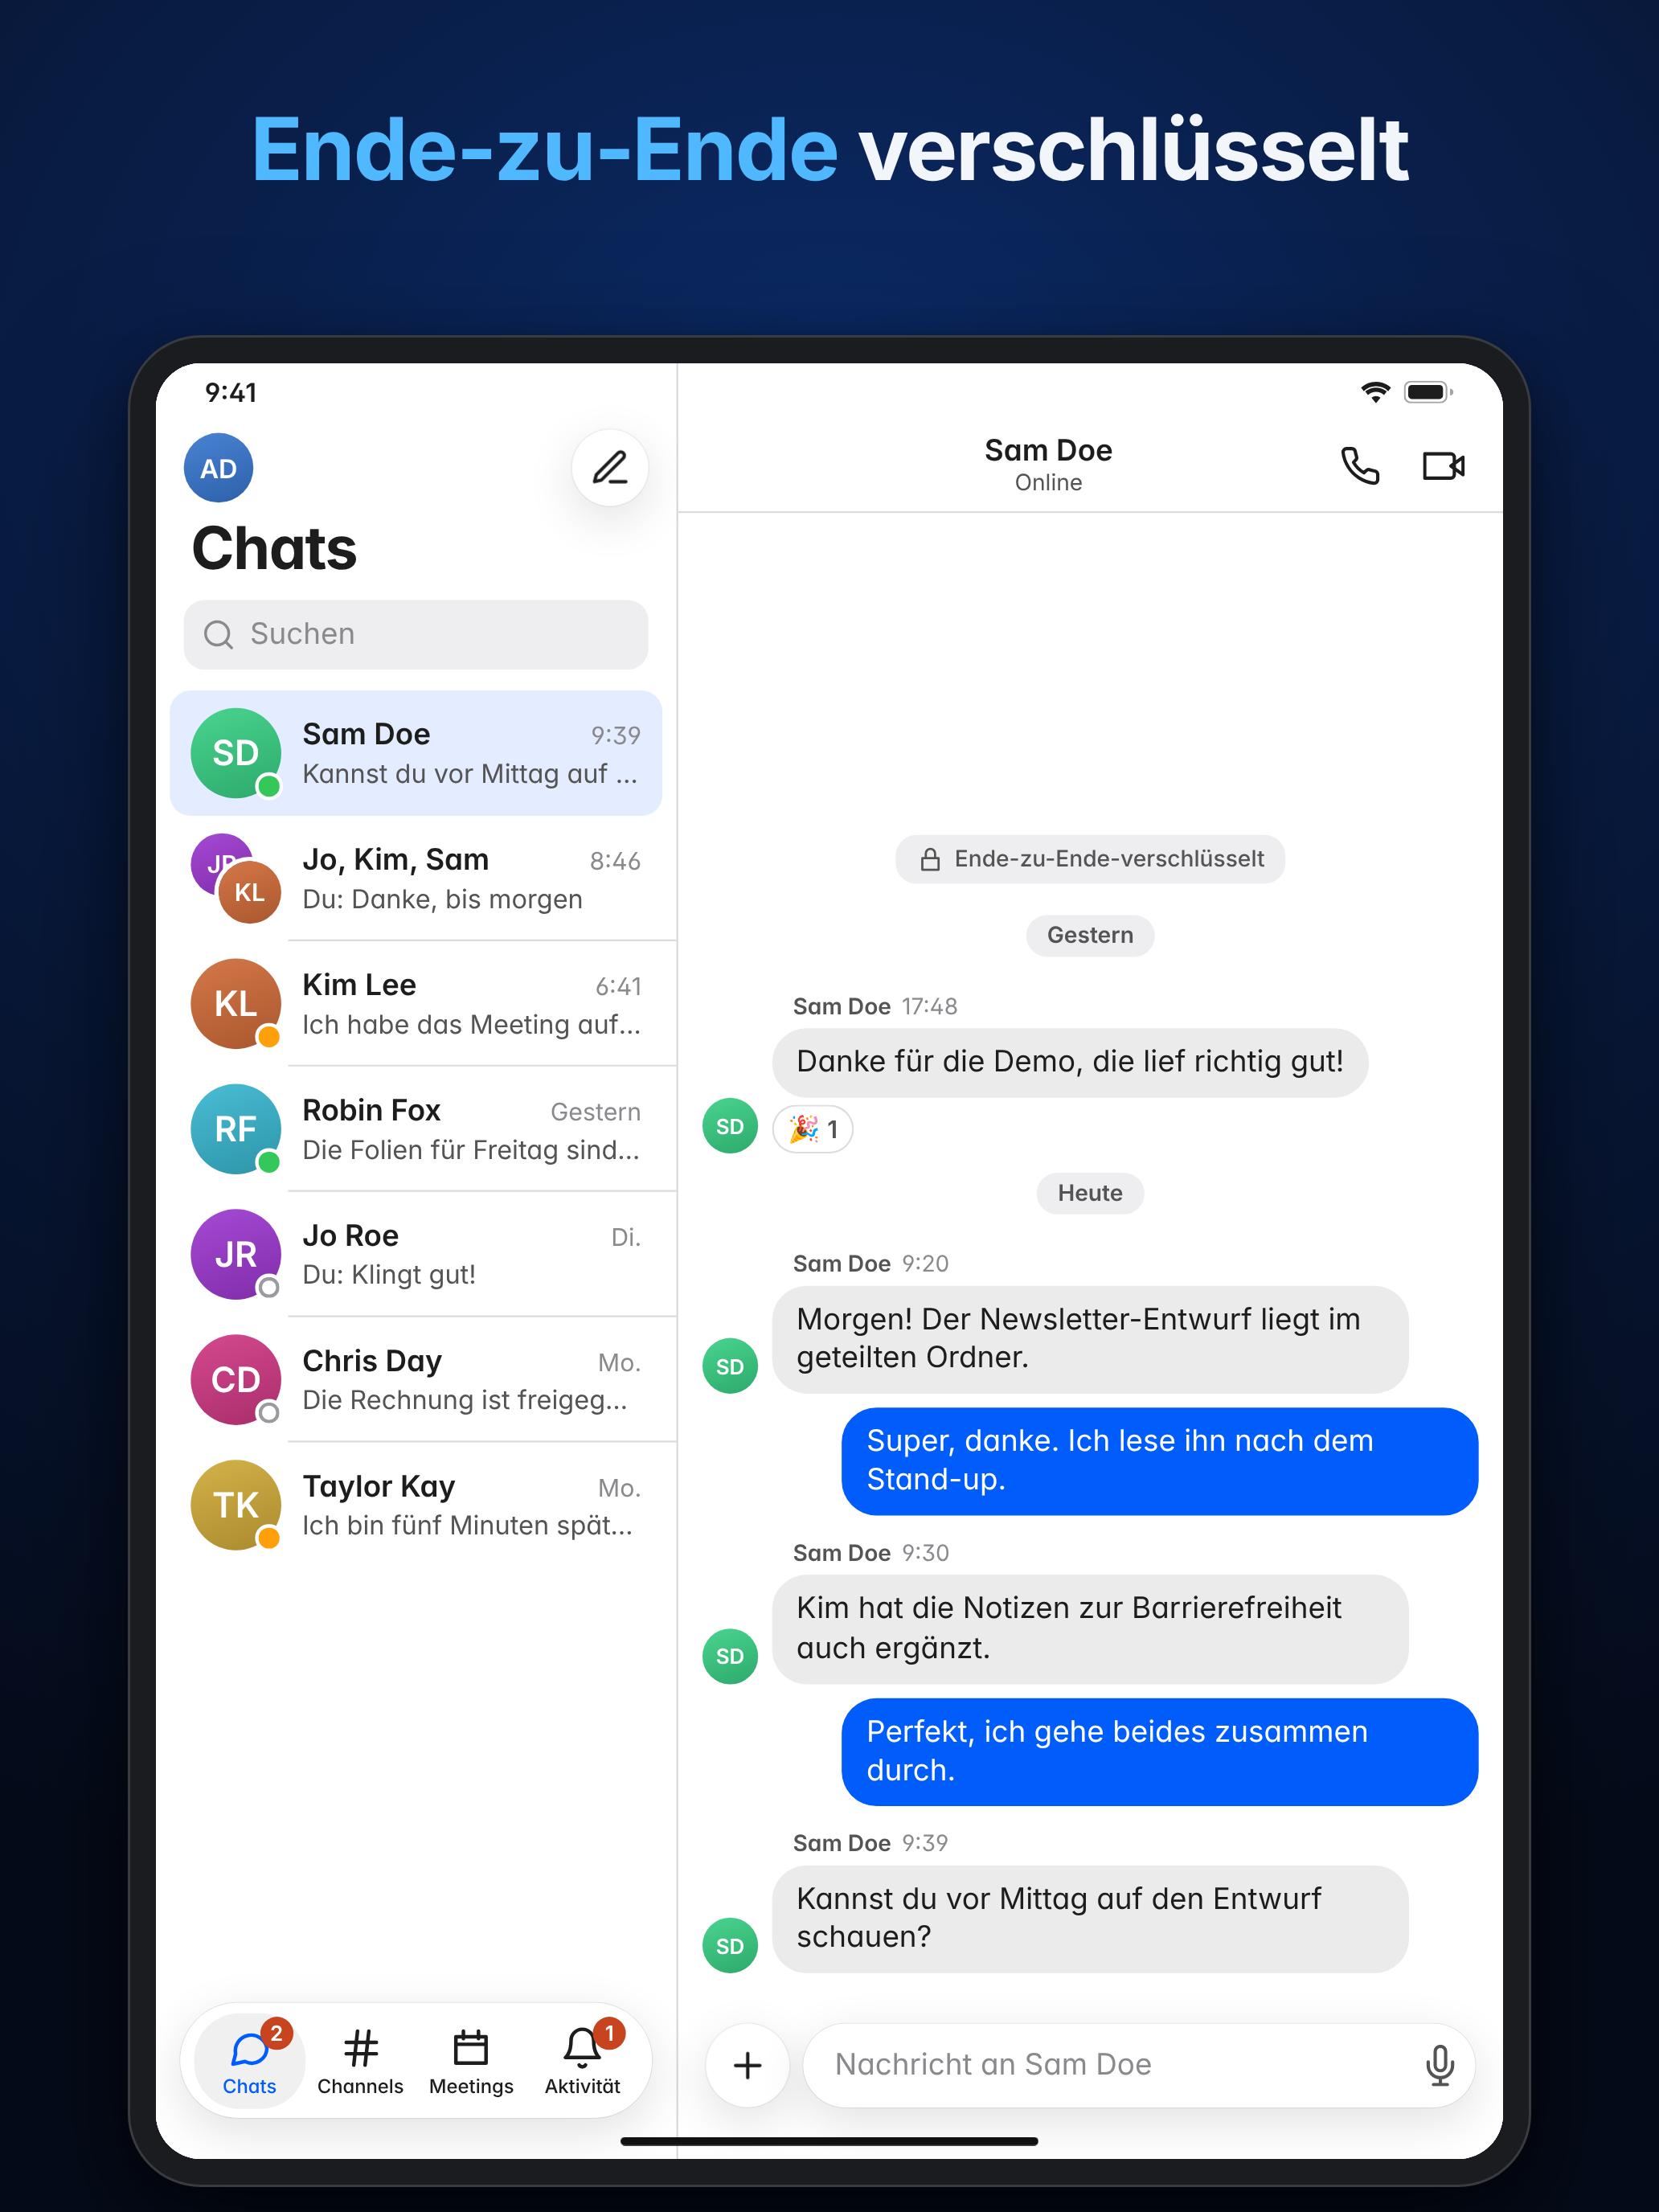 Ende-zu-Ende verschlüsselt
9:41
AD
Chats
Suchen
SD
Sam Doe 9:39
Kannst du vor Mittag auf ...
KL
Jo, Kim, Sam 8:46
Du: Danke, bis morgen
KL
Kim Lee 6:41
Ich habe das Meeting auf...
RF
Robin Fox Gestern
Die Folien für Freitag sind...
JR
Jo Roe Di.
Du: Klingt gut!
CD
Chris Day Mo.
Die Rechnung ist freigeg...
TK
Taylor Kay Mo.
Ich bin fünf Minuten spät...
2
1
Chats Channels Meetings Aktivität
Sam Doe
Online
Ende-zu-Ende-verschlüsselt
Gestern
Sam Doe 17:48
Danke für die Demo, die lief richtig gut!
SD
🎉 1
Heute
Sam Doe 9:20
Morgen! Der Newsletter-Entwurf liegt im
geteilten Ordner.
SD
Super, danke. Ich lese ihn nach dem
Stand-up.
Sam Doe 9:30
Kim hat die Notizen zur Barrierefreiheit
auch ergänzt.
SD
Perfekt, ich gehe beides zusammen
durch.
Sam Doe 9:39
Kannst du vor Mittag auf den Entwurf
schauen?
SD
Nachricht an Sam Doe